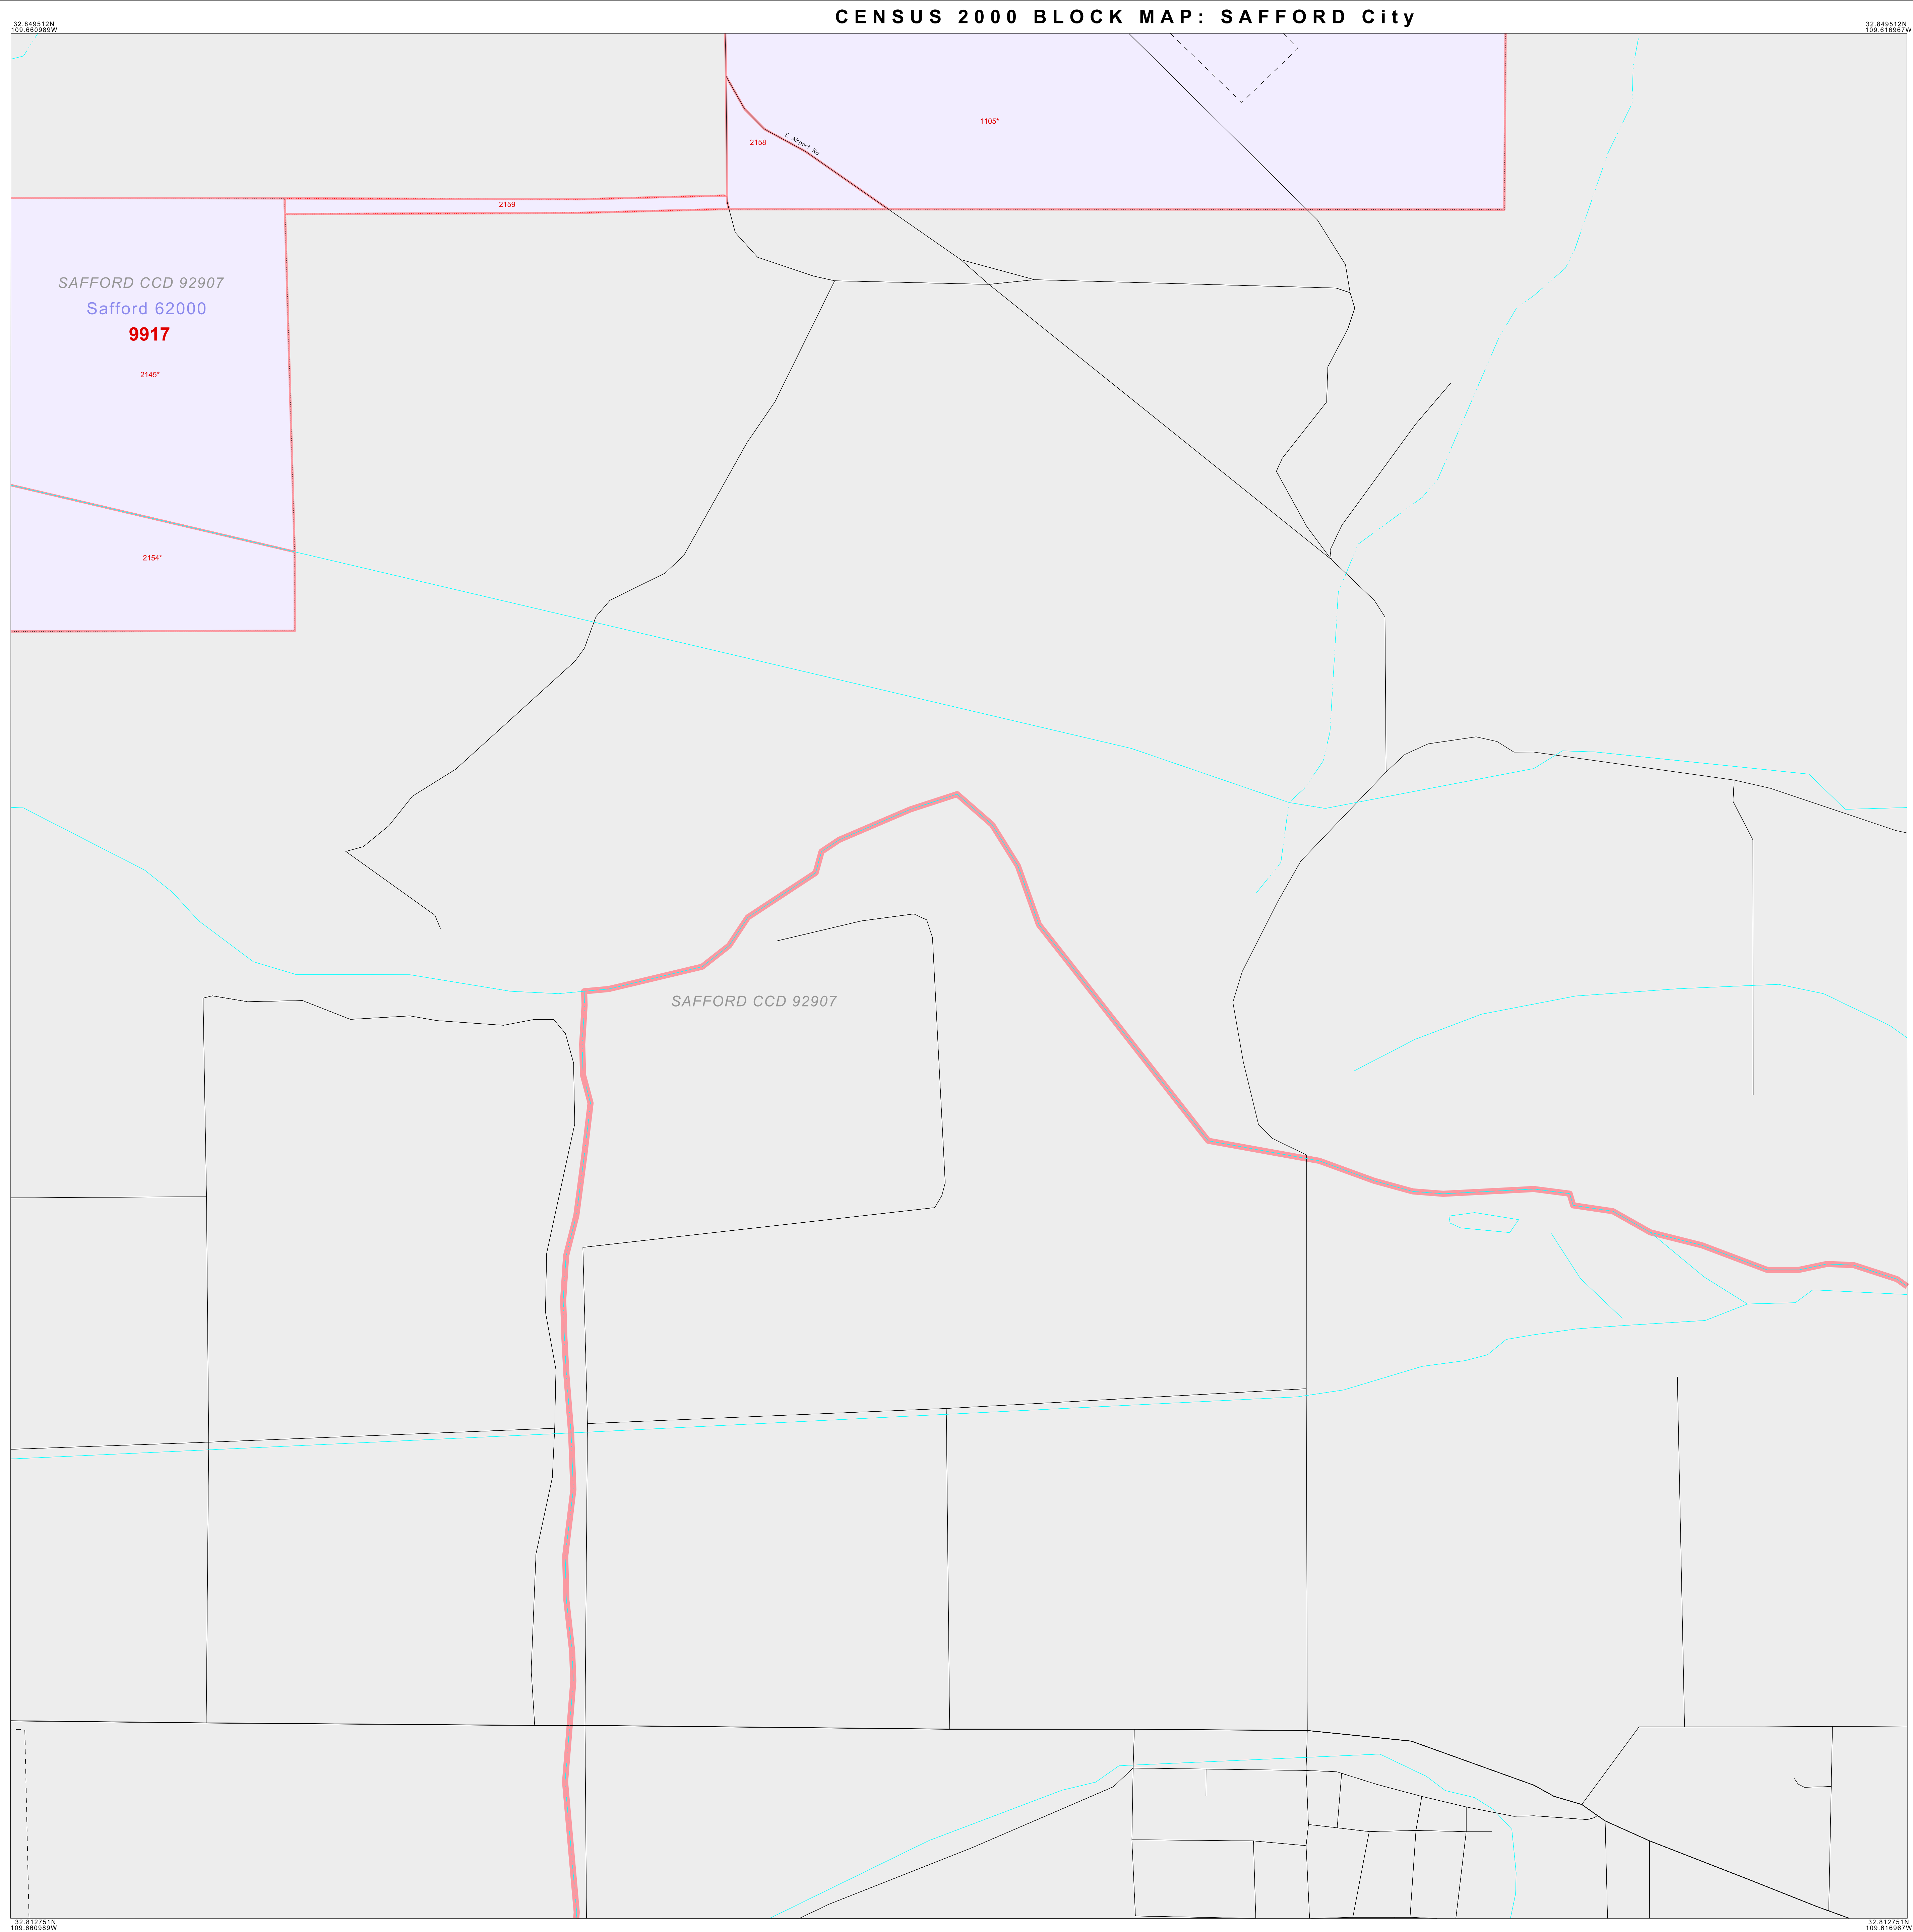 CENSUS 2000 BLOCK MAP: SAFFORD City
32.849512N
109.660989W
32.849512N
109.616967W
1105*
E Airport Rd
2158
2159
SAFFORD CCD 92907
Safford 62000
9917
2145*
2154*
SAFFORD CCD 92907
32.812751N
109.660989W
32.812751N
109.616967W